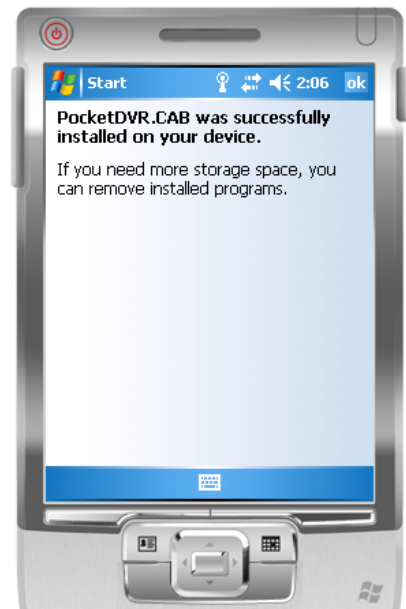 Start 2:06 ok
PocketDVR.CAB was successfully
installed on your device.
If you need more storage space, you
can remove installed programs.